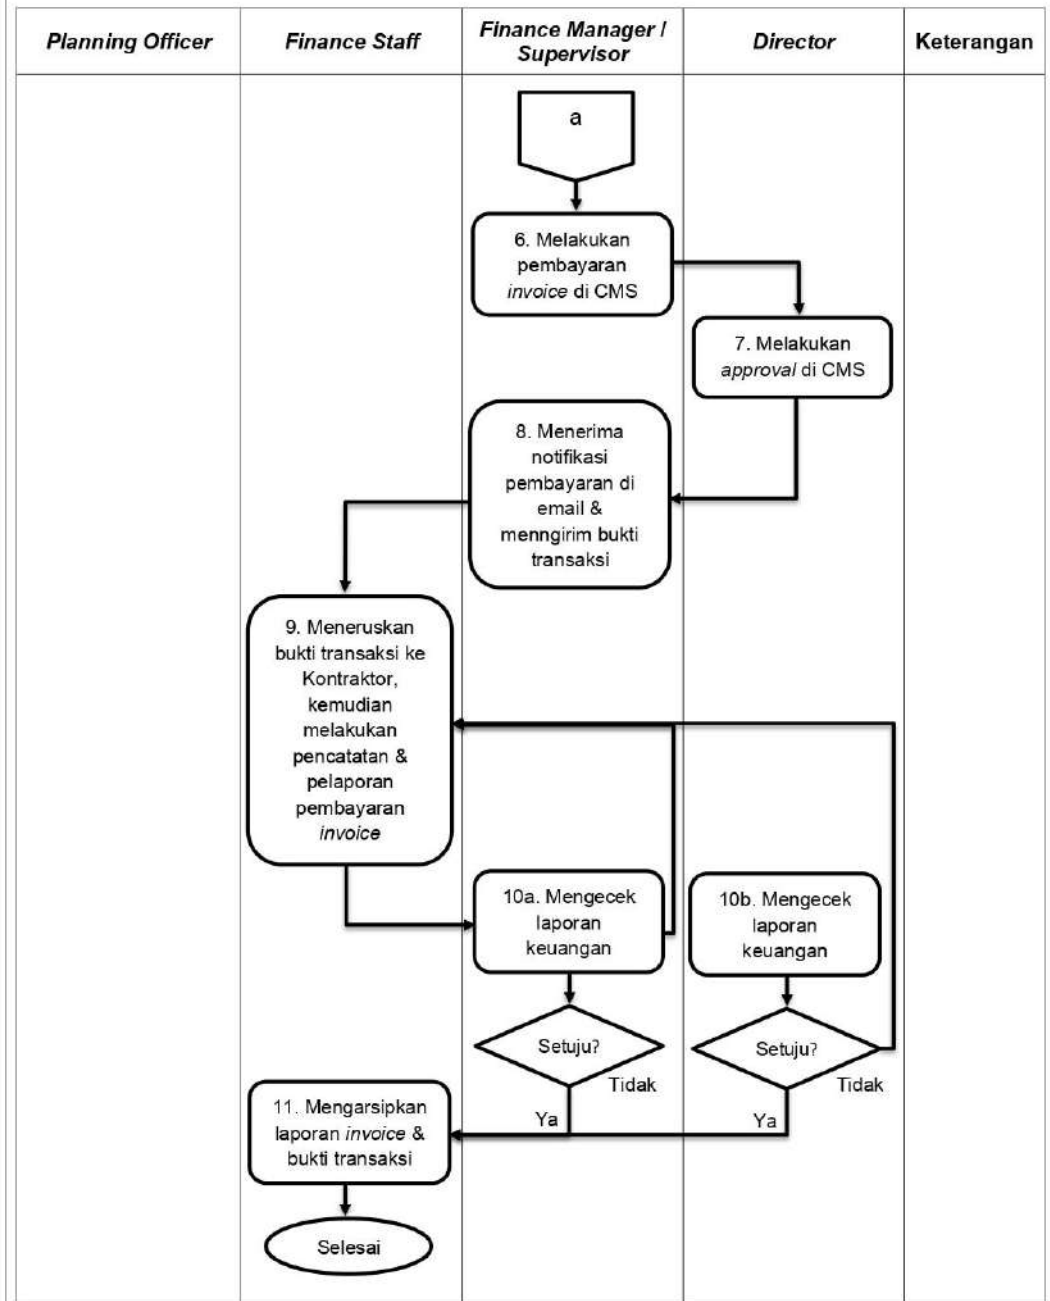 Planning Officer
Finance Staff
Finance Manager /
Supervisor
Director
Keterangan
a
6. Melakukan
pembayaran
invoice di CMS
7. Melakukan
approval di CMS
8. Menerima
notifikasi
pembayaran di
email &
menngirim bukti
transaksi
9. Meneruskan
bukti transaksi ke
Kontraktor,
kemudian
melakukan
pencatatan &
pelaporan
pembayaran
invoice
10a. Mengecek
laporan
keuangan
10b. Mengecek
laporan
keuangan
Setuju?
Tidak
Ya
Setuju?
Tidak
Ya
11. Mengarsipkan
laporan invoice &
bukti transaksi
Selesai